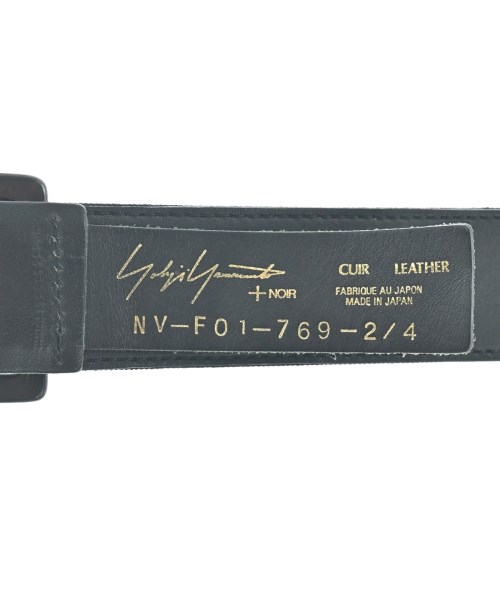 Yohji Yamamoto
+NOIR
CUIR LEATHER
FABRIQUE AU JAPON
MADE IN JAPAN
NV-F01-769-2/4